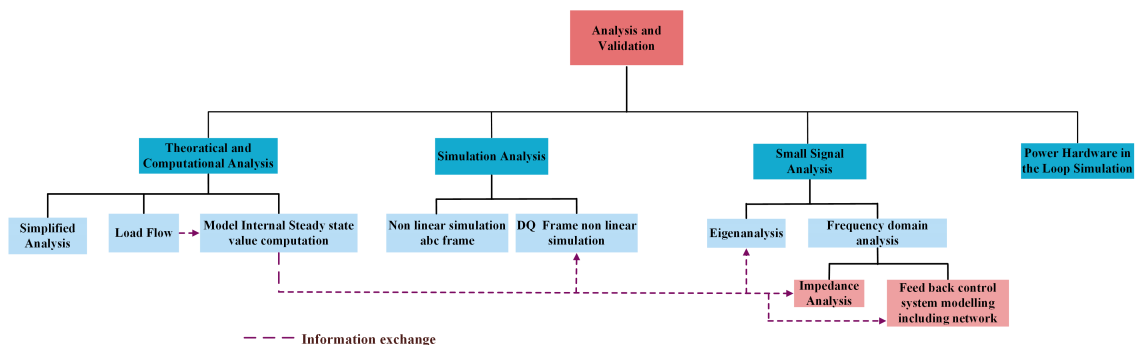 Analysis and
Validation
Theoratical and
Computational Analysis
Simulation Analysis
Small Signal
Analysis
Power Hardware in
the Loop Simulation
Simplified
Analysis
Load Flow
Model Internal Steady state
value computation
Non linear simulation
abc frame
DQ Frame non linear
simulation
Eigenanalysis
Frequency domain
analysis
Impedance
Analysis
Feed back control
system modelling
including network
Information exchange